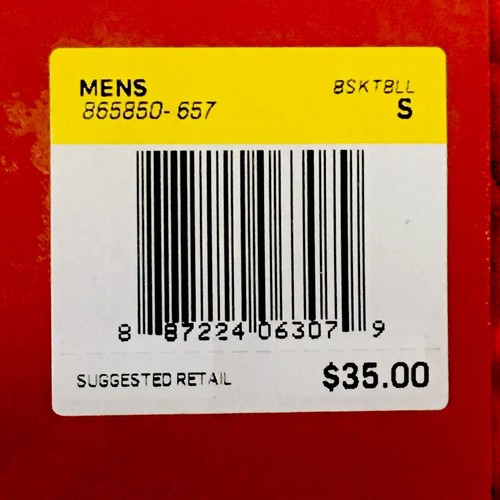 MENS BSKTBLL
865850-657 S
8 87224 06307 9
SUGGESTED RETAIL $35.00